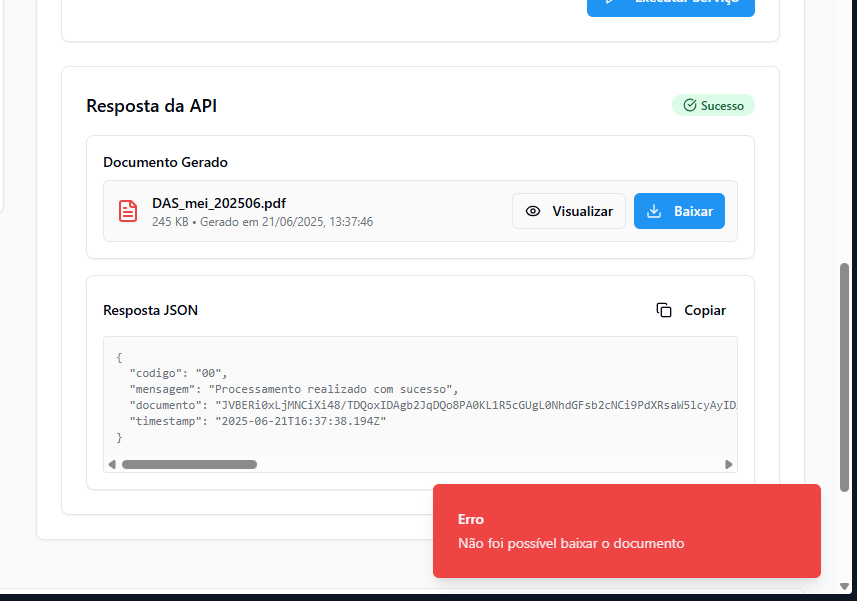 Executar Serviço
Resposta da API
Sucesso
Documento Gerado
DAS_mei_202506.pdf
245 KB • Gerado em 21/06/2025, 13:37:46
Visualizar
Baixar
Resposta JSON
Copiar
{
"codigo": "00",
"mensagem": "Processamento realizado com sucesso",
"documento": "JVBERi0xLjMNCiXi48/TDQoxIDAgb2JqDQo8PA0KL1R5cGUgL0NhdGFsb2cNCi9PdXRsaW5lcyAyIDA
"timestamp": "2025-06-21T16:37:38.194Z"
}
Erro
Não foi possível baixar o documento